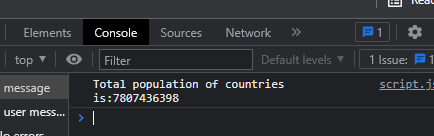 Elements Console Sources Network >> 1
top ▼ Filter Default levels ▼ 1 Issue: 1
message
Total population of countries script.js
is:7807436398
user mess...
>